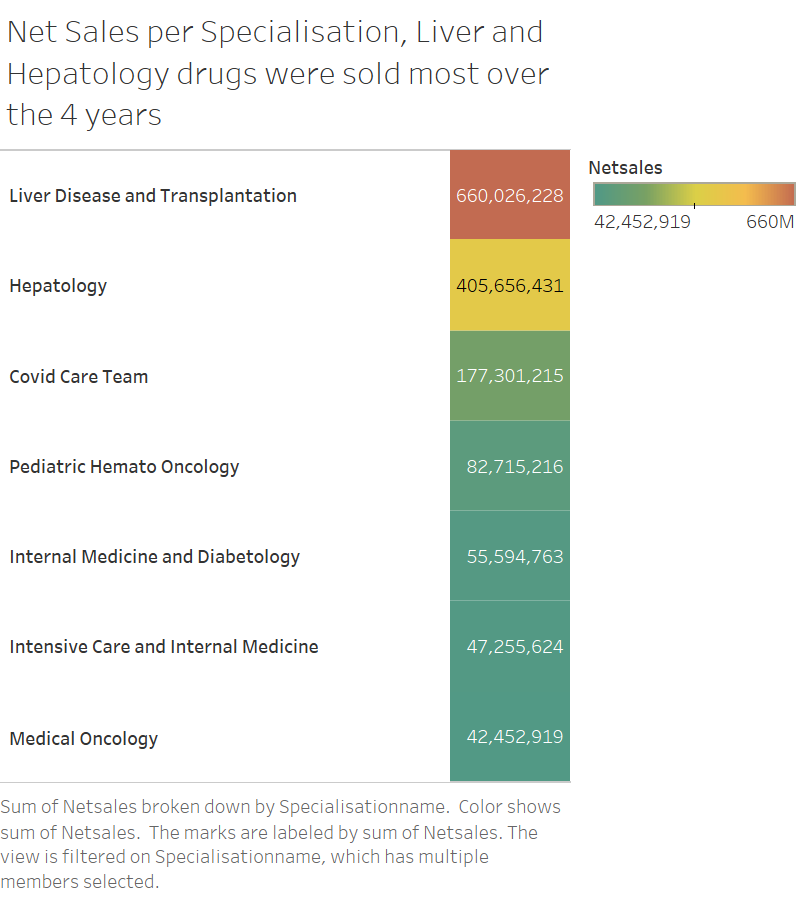 Net Sales per Specialisation, Liver and
Hepatology drugs were sold most over
the 4 years
Netsales
42,452,919 660M
Liver Disease and Transplantation 660,026,228
Hepatology 405,656,431
Covid Care Team 177,301,215
Pediatric Hemato Oncology 82,715,216
Internal Medicine and Diabetology 55,594,763
Intensive Care and Internal Medicine 47,255,624
Medical Oncology 42,452,919
Sum of Netsales broken down by Specialisationname.  Color shows
sum of Netsales.  The marks are labeled by sum of Netsales. The
view is filtered on Specialisationname, which has multiple
members selected.